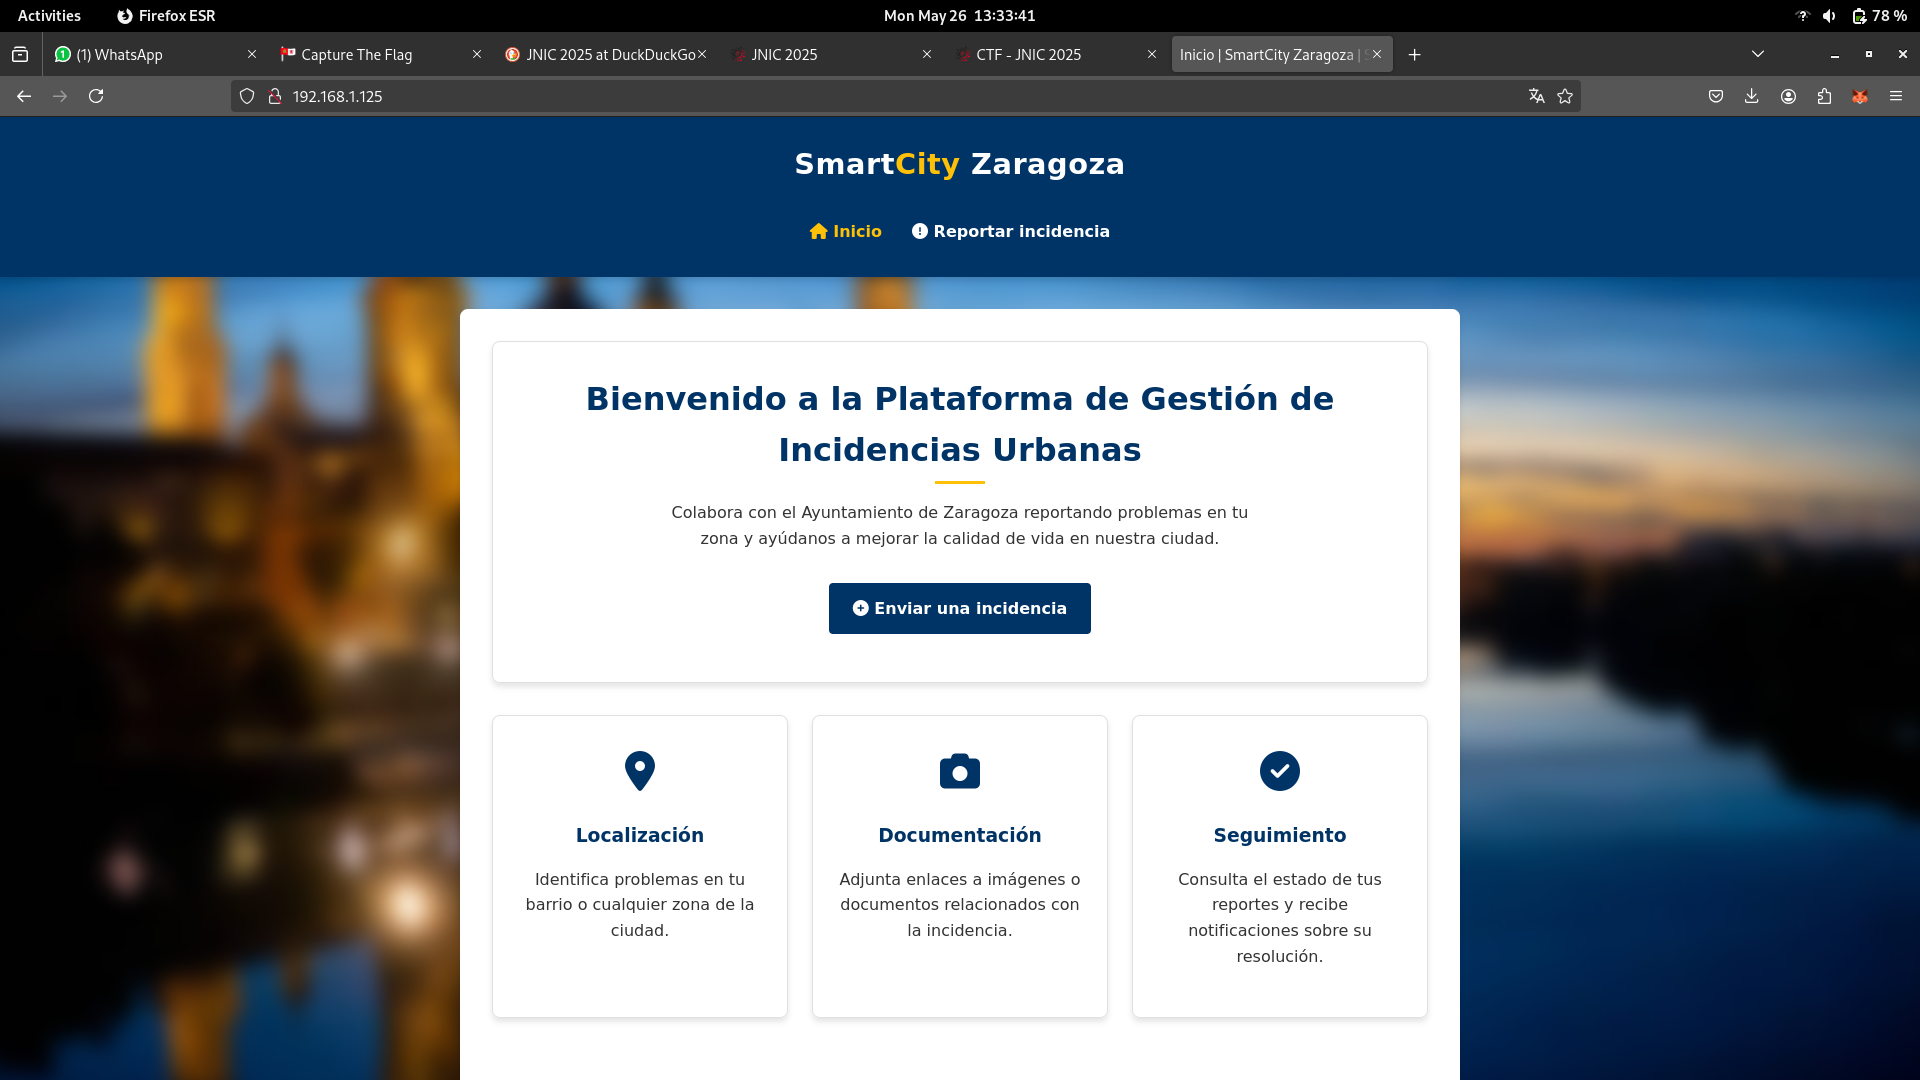 Activities Firefox ESR Mon May 26 13:33:41 78 %
(1) WhatsApp Capture The Flag JNIC 2025 at DuckDuckGo JNIC 2025 CTF - JNIC 2025 Inicio | SmartCity Zaragoza |
192.168.1.125
SmartCity Zaragoza
Inicio Reportar incidencia
Bienvenido a la Plataforma de Gestión de
Incidencias Urbanas
Colabora con el Ayuntamiento de Zaragoza reportando problemas en tu
zona y ayúdanos a mejorar la calidad de vida en nuestra ciudad.
Enviar una incidencia
Localización
Identifica problemas en tu
barrio o cualquier zona de la
ciudad.
Documentación
Adjunta enlaces a imágenes o
documentos relacionados con
la incidencia.
Seguimiento
Consulta el estado de tus
reportes y recibe
notificaciones sobre su
resolución.